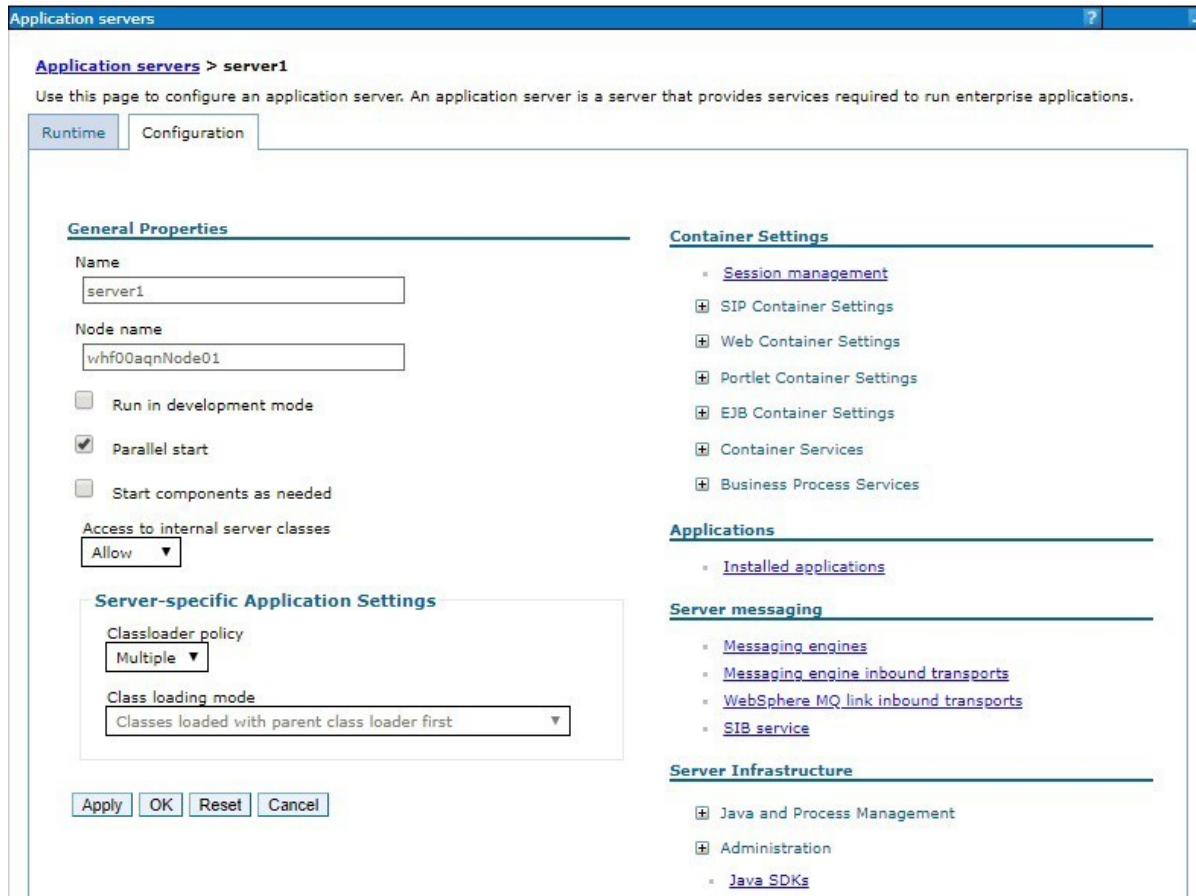 Application servers
?
Application servers > server1
Use this page to configure an application server. An application server is a server that provides services required to run enterprise applications.
Runtime
Configuration
General Properties
Name
server1
Node name
whf00aqnNode01
Run in development mode
Parallel start
Start components as needed
Access to internal server classes
Allow
Server-specific Application Settings
Classloader policy
Multiple
Class loading mode
Classes loaded with parent class loader first
Apply OK Reset Cancel
Container Settings
Session management
SIP Container Settings
Web Container Settings
Portlet Container Settings
EJB Container Settings
Container Services
Business Process Services
Applications
Installed applications
Server messaging
Messaging engines
Messaging engine inbound transports
WebSphere MQ link inbound transports
SIB service
Server Infrastructure
Java and Process Management
Administration
Java SDKs